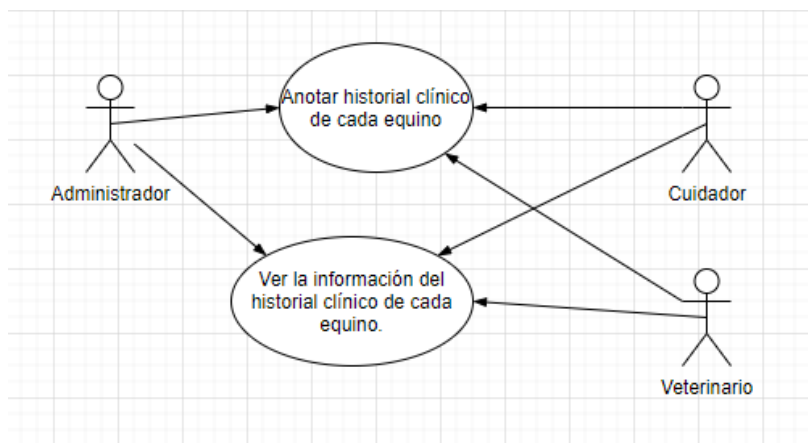 Anotar historial clínico
de cada equino
Administrador
Cuidador
Ver la información del
historial clínico de cada
equino.
Veterinario